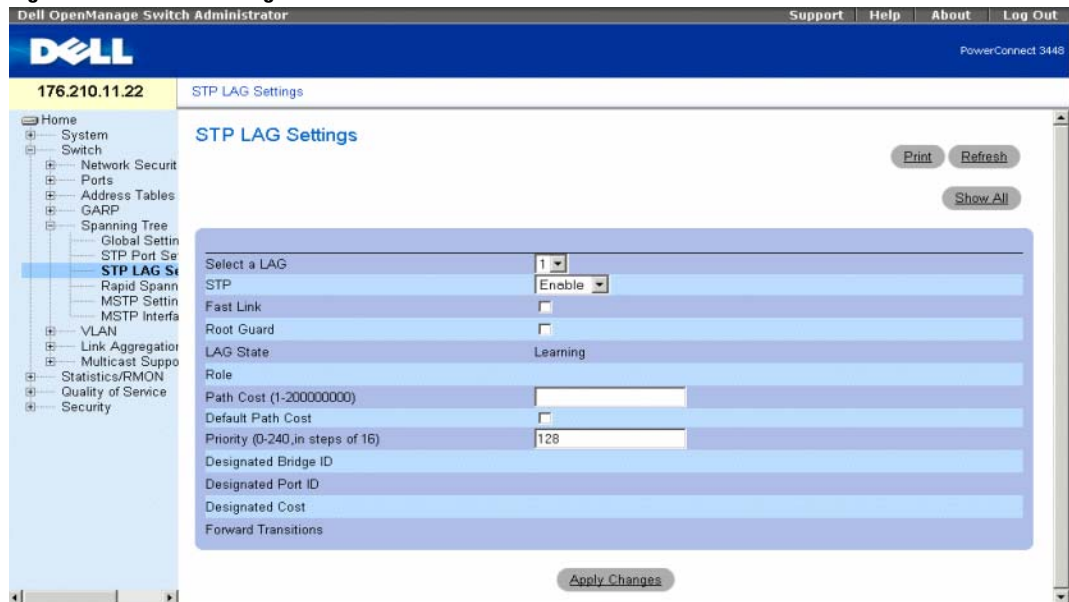 Dell OpenManage Switch Administrator
Support Help About Log Out
DELL
PowerConnect 3448
176.210.11.22
STP LAG Settings
Home
System
Switch
Network Securit
Ports
Address Tables
GARP
Spanning Tree
Global Settin
STP Port Se
STP LAG Se
Rapid Spann
MSTP Settin
MSTP Interfa
VLAN
Link Aggregation
Multicast Suppo
Statistics/RMON
Quality of Service
Security
STP LAG Settings
Print Refresh
Show All
Select a LAG 1
STP Enable
Fast Link
Root Guard
LAG State Learning
Role
Path Cost (1-200000000)
Default Path Cost
Priority (0-240,in steps of 16) 128
Designated Bridge ID
Designated Port ID
Designated Cost
Forward Transitions
Apply Changes